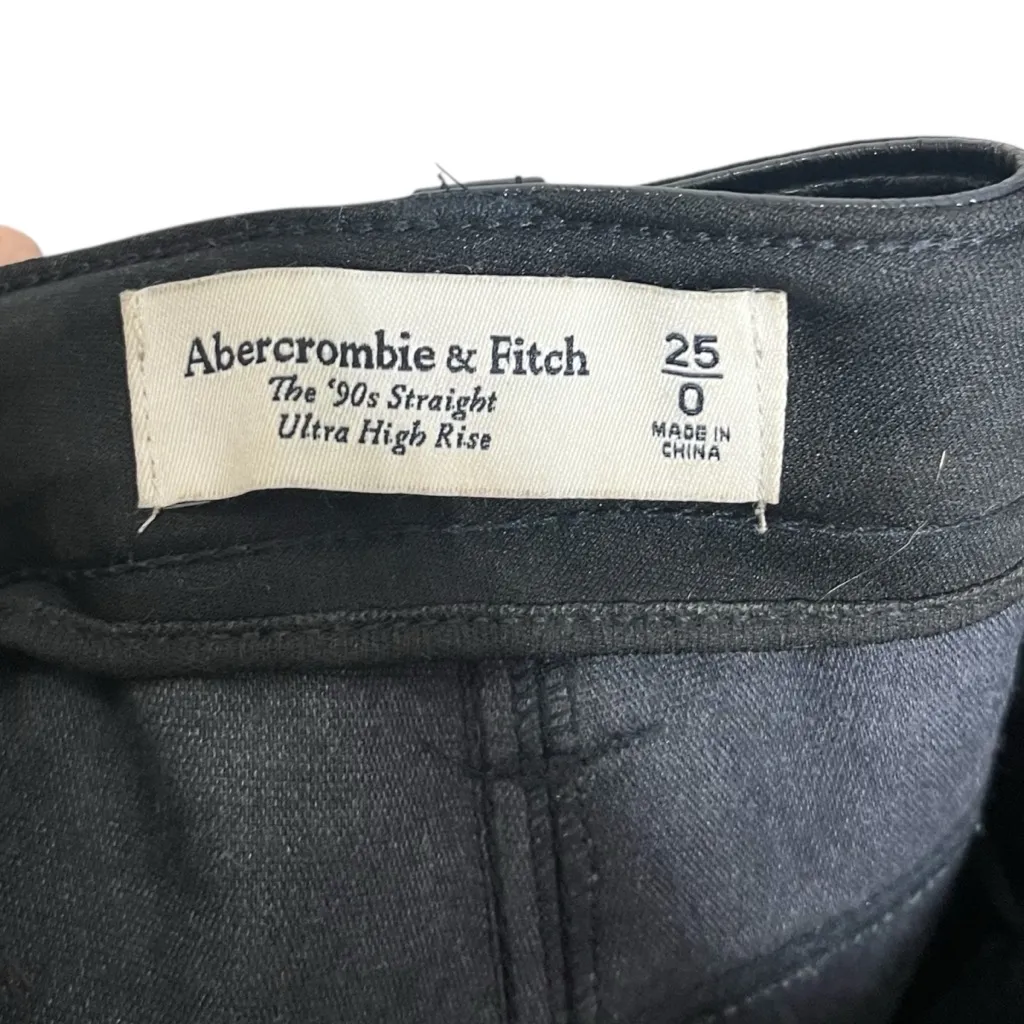 Abercrombie & Fitch
The ‘90s Straight
Ultra High Rise
25
0
MADE IN
CHINA